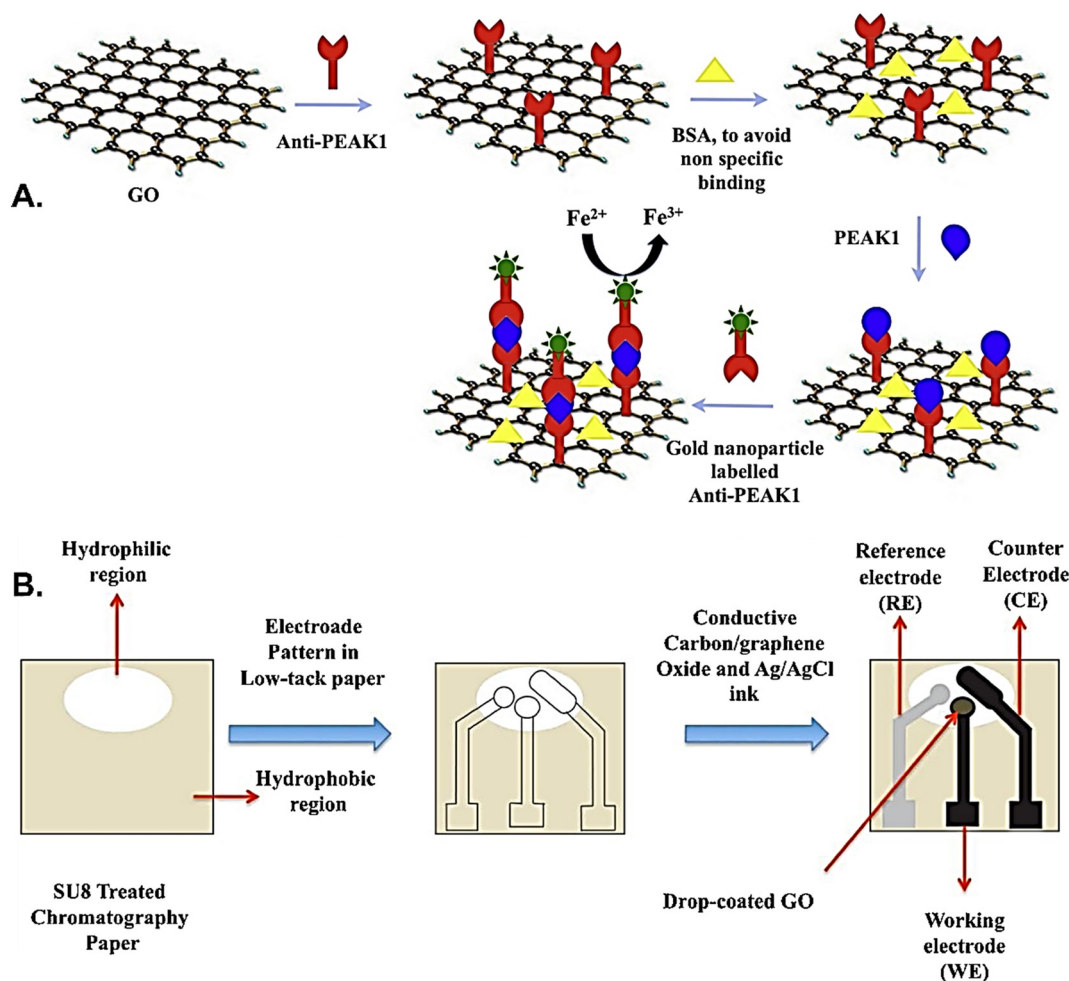 Anti-PEAK1
GO
BSA, to avoid
non specific
binding
A.
Fe²⁺
Fe³⁺
PEAK1
Gold nanoparticle
labelled
Anti-PEAK1
B.
Hydrophilic
region
Electroade
Pattern in
Low-tack paper
Hydrophobic
region
SU8 Treated
Chromatography
Paper
Conductive
Carbon/graphene
Oxide and Ag/AgCl
ink
Reference
electrode
(RE)
Counter
Electrode
(CE)
Drop-coated GO
Working
electrode
(WE)